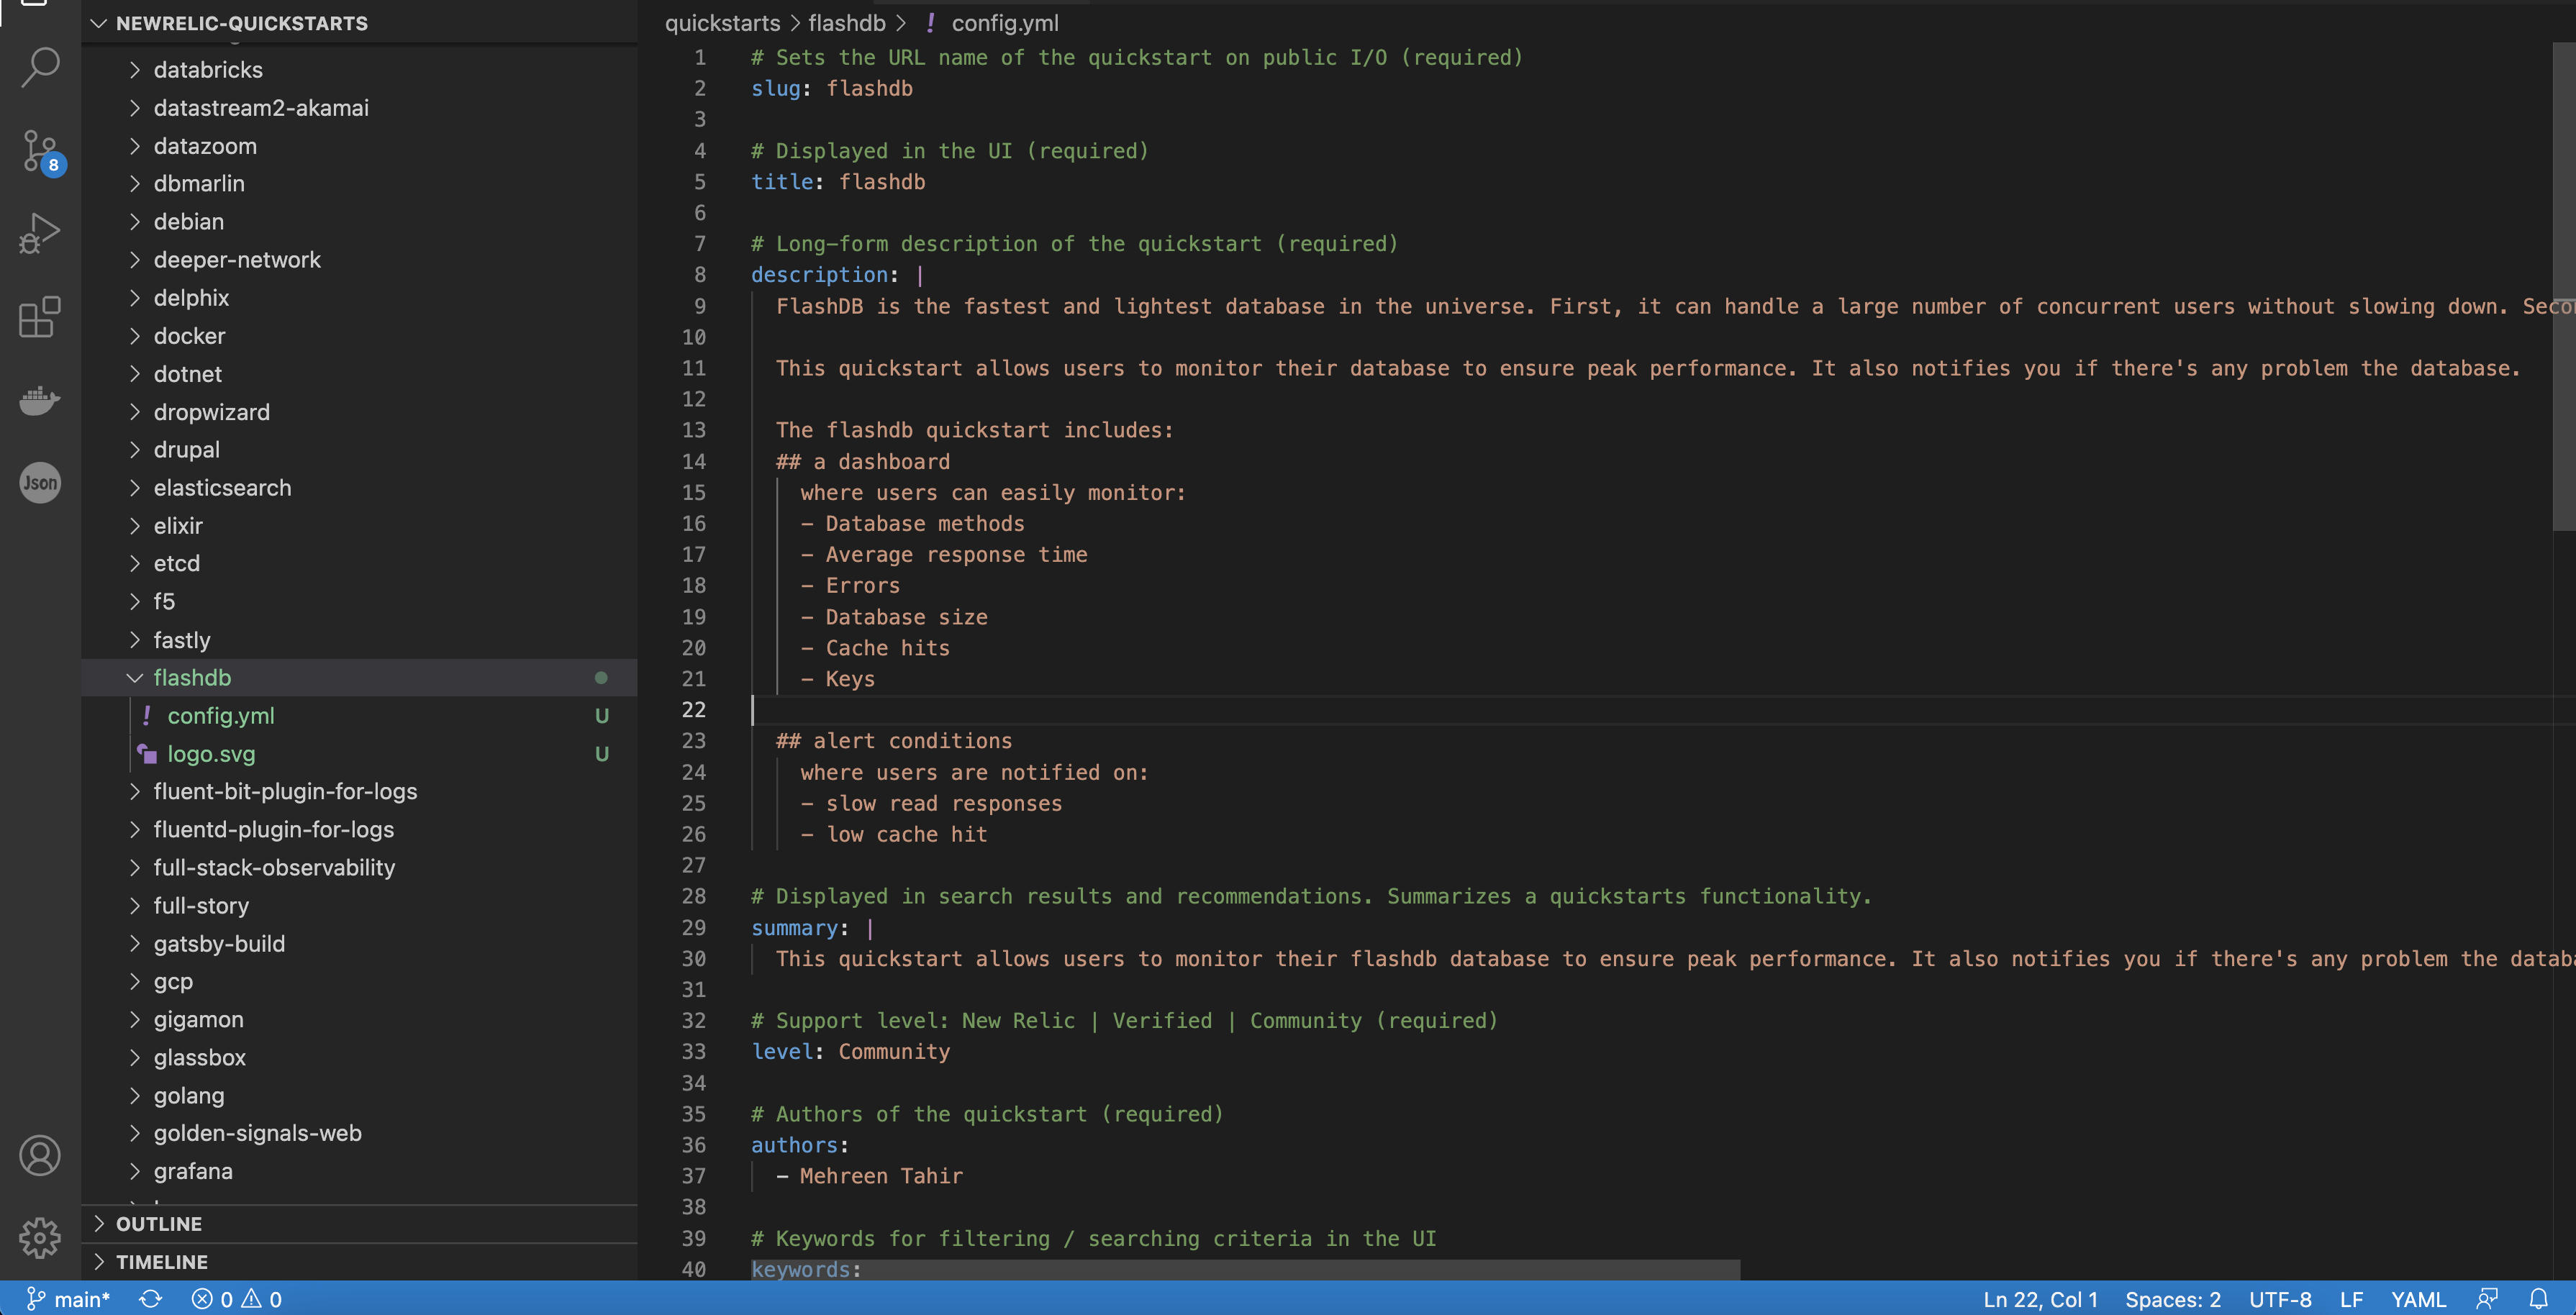 NEWRELIC-QUICKSTARTS
databricks
datastream2-akamai
datazoom
dbmarlin
debian
deeper-network
delphix
docker
dotnet
dropwizard
drupal
elasticsearch
elixir
etcd
f5
fastly
flashdb
config.yml U
logo.svg U
fluent-bit-plugin-for-logs
fluentd-plugin-for-logs
full-stack-observability
full-story
gatsby-build
gcp
gigamon
glassbox
golang
golden-signals-web
grafana
OUTLINE
TIMELINE
8
Json
quickstarts > flashdb > ! config.yml
1 # Sets the URL name of the quickstart on public I/O (required)
2 slug: flashdb
3
4 # Displayed in the UI (required)
5 title: flashdb
6
7 # Long-form description of the quickstart (required)
8 description: |
9 FlashDB is the fastest and lightest database in the universe. First, it can handle a large number of concurrent users without slowing down. Seco
10
11 This quickstart allows users to monitor their database to ensure peak performance. It also notifies you if there's any problem the database.
12
13 The flashdb quickstart includes:
14 ## a dashboard
15 where users can easily monitor:
16 - Database methods
17 - Average response time
18 - Errors
19 - Database size
20 - Cache hits
21 - Keys
22
23 ## alert conditions
24 where users are notified on:
25 - slow read responses
26 - low cache hit
27
28 # Displayed in search results and recommendations. Summarizes a quickstarts functionality.
29 summary: |
30 This quickstart allows users to monitor their flashdb database to ensure peak performance. It also notifies you if there's any problem the datab
31
32 # Support level: New Relic | Verified | Community (required)
33 level: Community
34
35 # Authors of the quickstart (required)
36 authors:
37 - Mehreen Tahir
38
39 # Keywords for filtering / searching criteria in the UI
40 keywords:
main* 0 0 Ln 22, Col 1 Spaces: 2 UTF-8 LF YAML